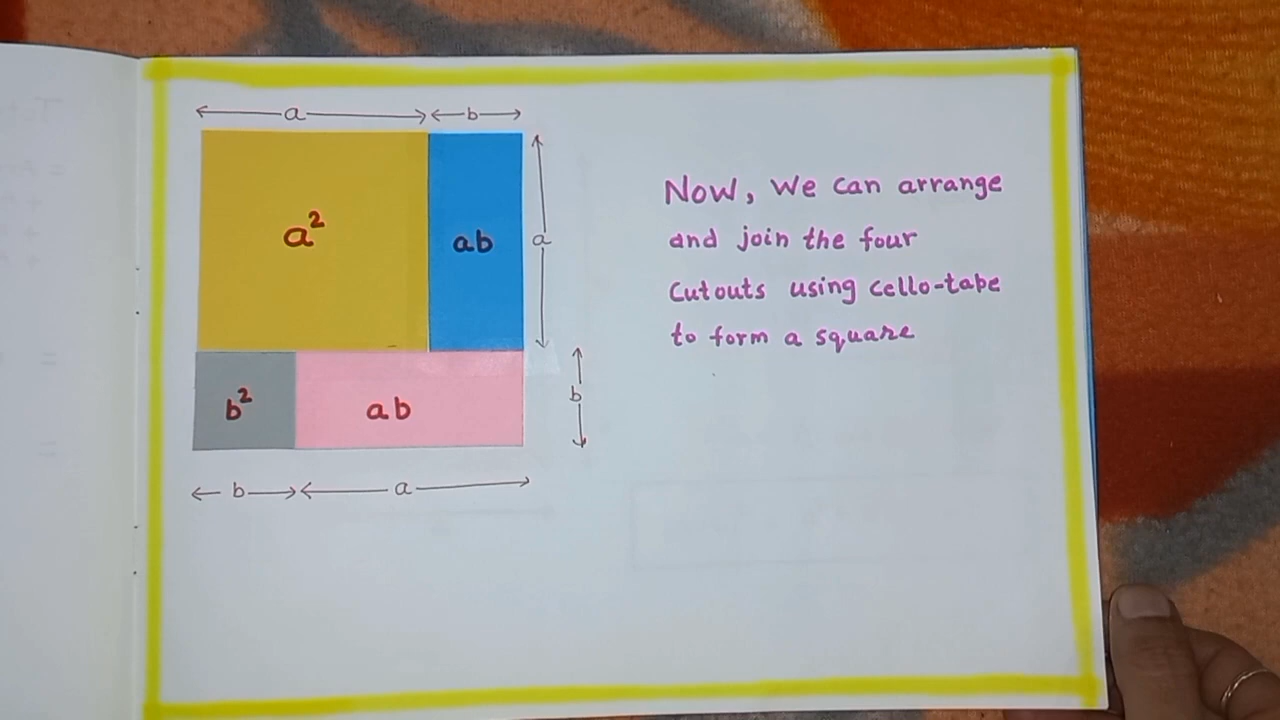 a b
a² ab a
b² ab b
b a
Now, We can arrange
and join the four
Cutouts using cello-tape
to form a square